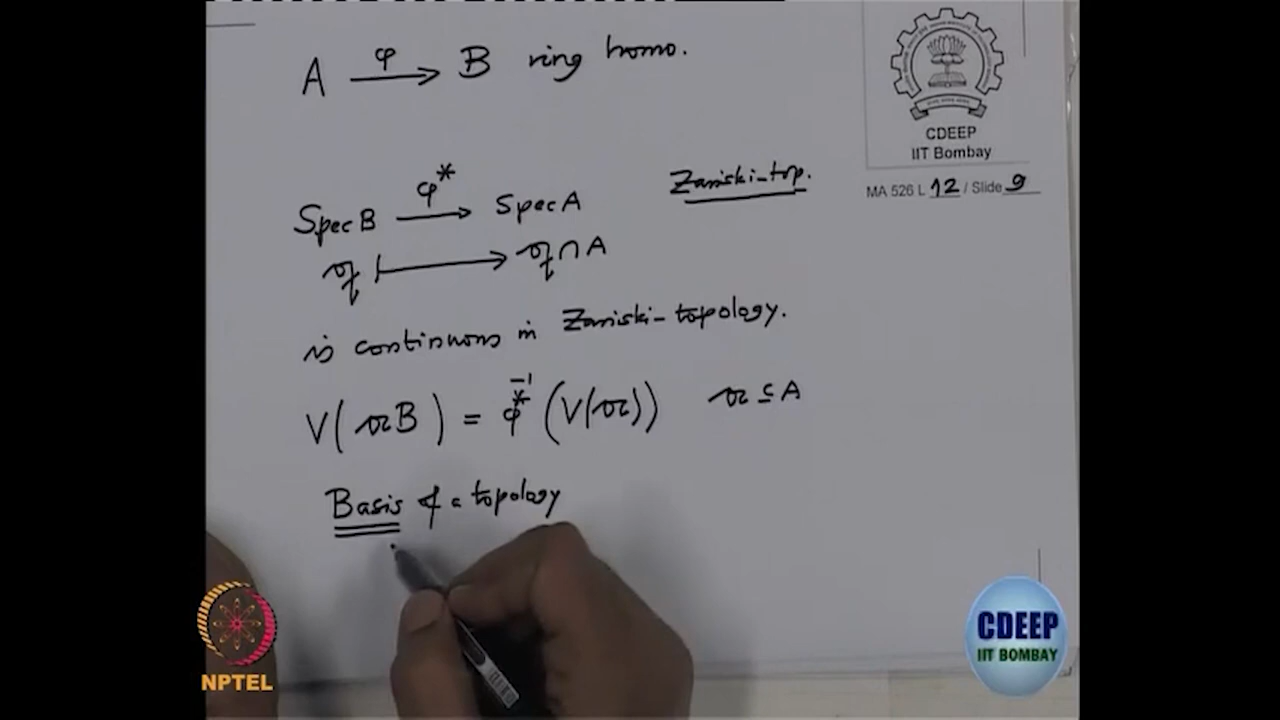 A --φ--> B ring homo.
CDEEP
IIT Bombay
MA 526 L 12 / Slide 9
Spec B --φ*--> Spec A Zariski-top.
𝔮 ↦ 𝔮 ∩ A
is continuous in Zariski-topology.
V(𝔞B) = φ*⁻¹(V(𝔞)) 𝔞 ⊆ A
Basis of a topology
CDEEP
IIT BOMBAY
NPTEL